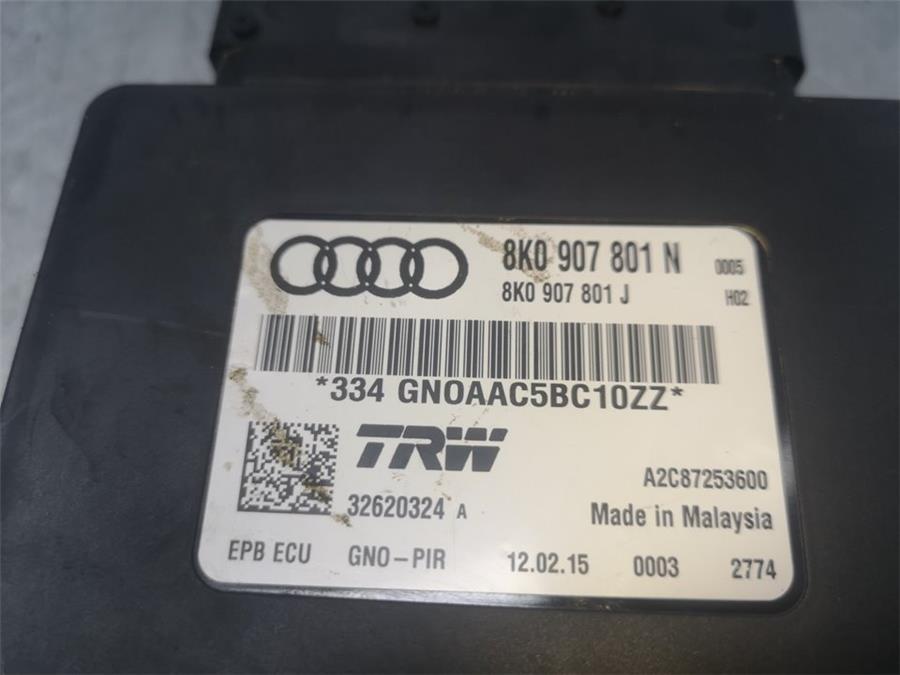 8K0 907 801 N 0005
8K0 907 801 J H02
*334 GNOAAC5BC10ZZ*
TRW
A2C87253600
32620324 A
Made in Malaysia
EPB ECU GNO-PIR 12.02.15 0003 2774